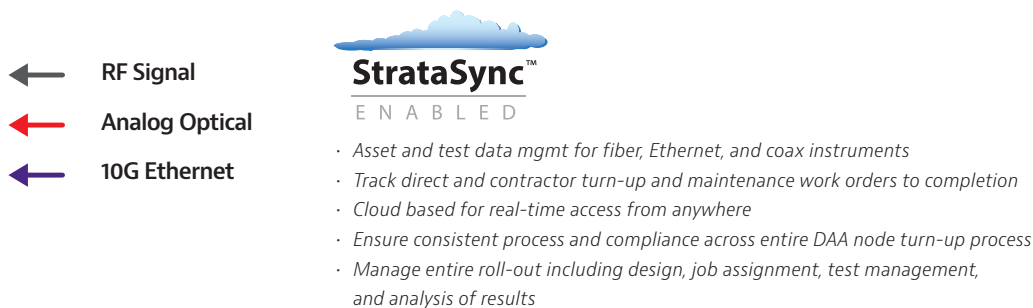 RF Signal
Analog Optical
10G Ethernet
StrataSync™
ENABLED
· Asset and test data mgmt for fiber, Ethernet, and coax instruments
· Track direct and contractor turn-up and maintenance work orders to completion
· Cloud based for real-time access from anywhere
· Ensure consistent process and compliance across entire DAA node turn-up process
· Manage entire roll-out including design, job assignment, test management,
and analysis of results